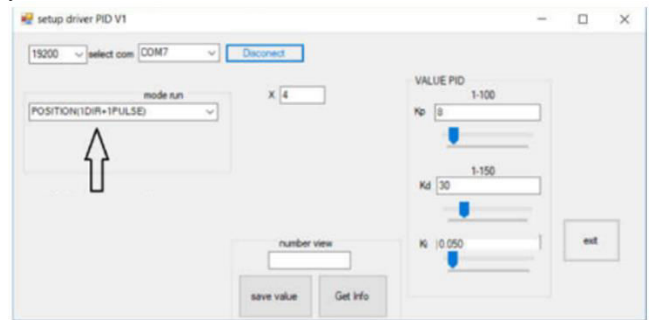 setup driver PID V1
19200 select com COM7 Disconect
mode run
POSITION(1DIR+1PULSE)
X 4
VALUE PID
1-100
Kp 8
1-150
Kd 30
Ki 0.050
number view
save value Get Info
exit